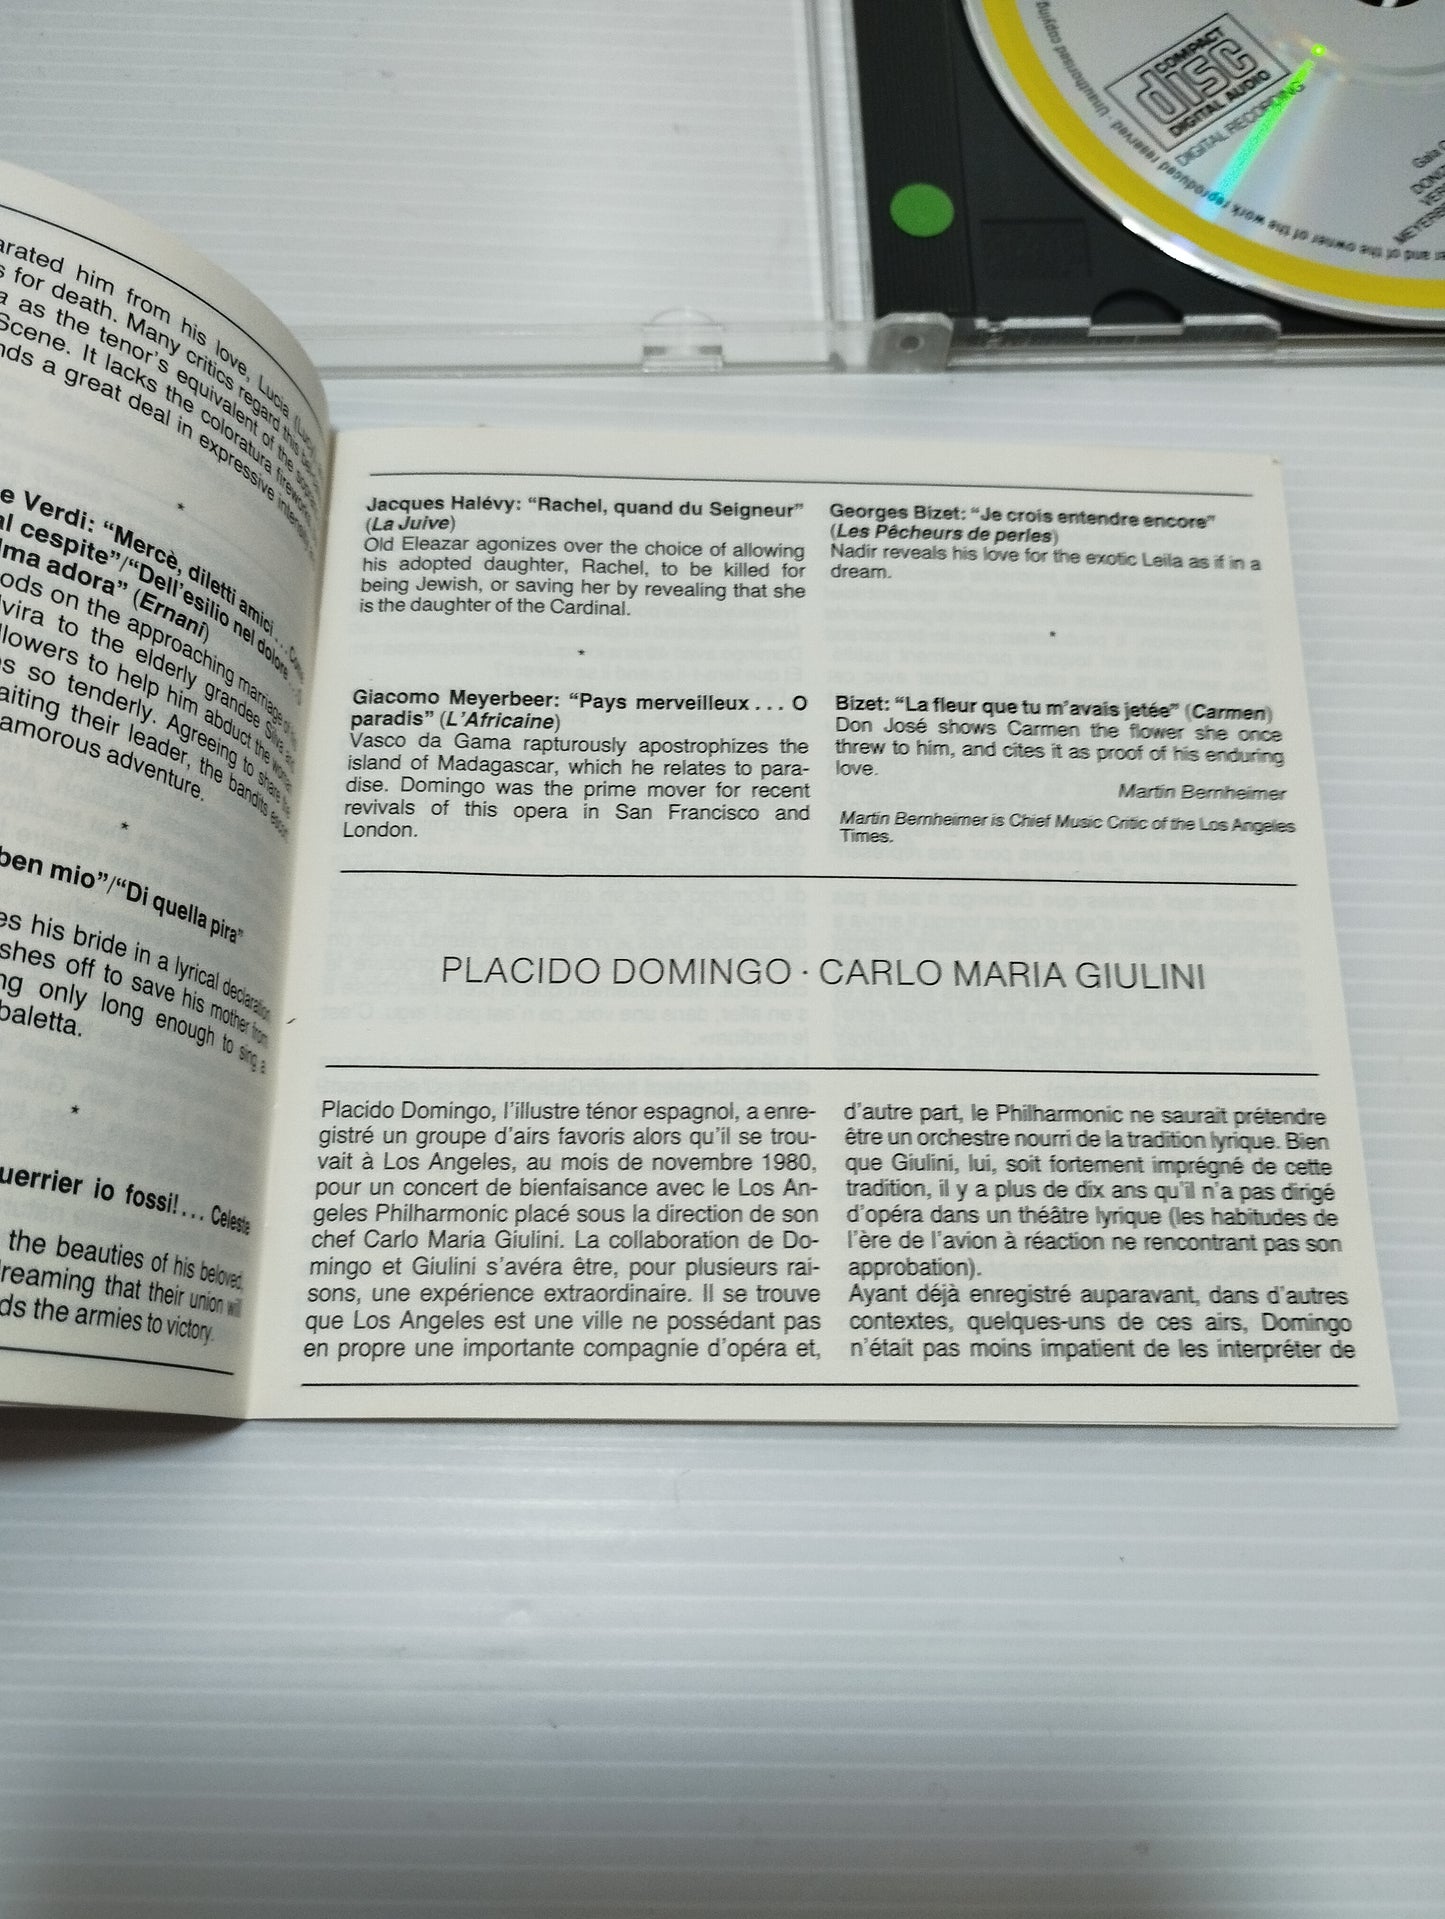 COMPACT
disc
DIGITAL AUDIO
DIGITAL RECORDING
and of the owner of the work reproduced reserved · Unauthorised copying
Gala
MEYERB
arated him from his love, Lucia
s for death. Many critics regard this
a as the tenor's equivalent of the
Scene. It lacks the coloratura fireworks
nds a great deal in expressive
*
e Verdi: “Mercè, diletti amici . . .
al cespite”/“Dell'esilio nel dolore . . .
lma adora” (Ernani)
ods on the approaching marriage of
lvira to the elderly grandee Silva
llowers to help him abduct the
s so tenderly. Agreeing to share
aiting their leader, the bandits
amorous adventure.
*
ben mio”/“Di quella pira”
es his bride in a lyrical declaration
shes off to save his mother from
ng only long enough to sing a
baletta.
*
uerrier io fossi! . . . Celeste
the beauties of his beloved,
reaming that their union will
ds the armies to victory.
Jacques Halévy: “Rachel, quand du Seigneur”
(La Juive)
Old Eleazar agonizes over the choice of allowing
his adopted daughter, Rachel, to be killed for
being Jewish, or saving her by revealing that she
is the daughter of the Cardinal.
*
Giacomo Meyerbeer: “Pays merveilleux . . . O
paradis” (L'Africaine)
Vasco da Gama rapturously apostrophizes the
island of Madagascar, which he relates to para-
dise. Domingo was the prime mover for recent
revivals of this opera in San Francisco and
London.
Georges Bizet: “Je crois entendre encore”
(Les Pêcheurs de perles)
Nadir reveals his love for the exotic Leila as if in a
dream.
*
Bizet: “La fleur que tu m'avais jetée” (Carmen)
Don José shows Carmen the flower she once
threw to him, and cites it as proof of his enduring
love.
Martin Bernheimer
Martin Bernheimer is Chief Music Critic of the Los Angeles
Times.
PLACIDO DOMINGO · CARLO MARIA GIULINI
Placido Domingo, l'illustre ténor espagnol, a enre-
gistré un groupe d'airs favoris alors qu'il se trou-
vait à Los Angeles, au mois de novembre 1980,
pour un concert de bienfaisance avec le Los An-
geles Philharmonic placé sous la direction de son
chef Carlo Maria Giulini. La collaboration de Do-
mingo et Giulini s'avéra être, pour plusieurs rai-
sons, une expérience extraordinaire. Il se trouve
que Los Angeles est une ville ne possédant pas
en propre une importante compagnie d'opéra et,
d'autre part, le Philharmonic ne saurait prétendre
être un orchestre nourri de la tradition lyrique. Bien
que Giulini, lui, soit fortement imprégné de cette
tradition, il y a plus de dix ans qu'il n'a pas dirigé
d'opéra dans un théâtre lyrique (les habitudes de
l'ère de l'avion à réaction ne rencontrant pas son
approbation).
Ayant déjà enregistré auparavant, dans d'autres
contextes, quelques-uns de ces airs, Domingo
n'était pas moins impatient de les interpréter de